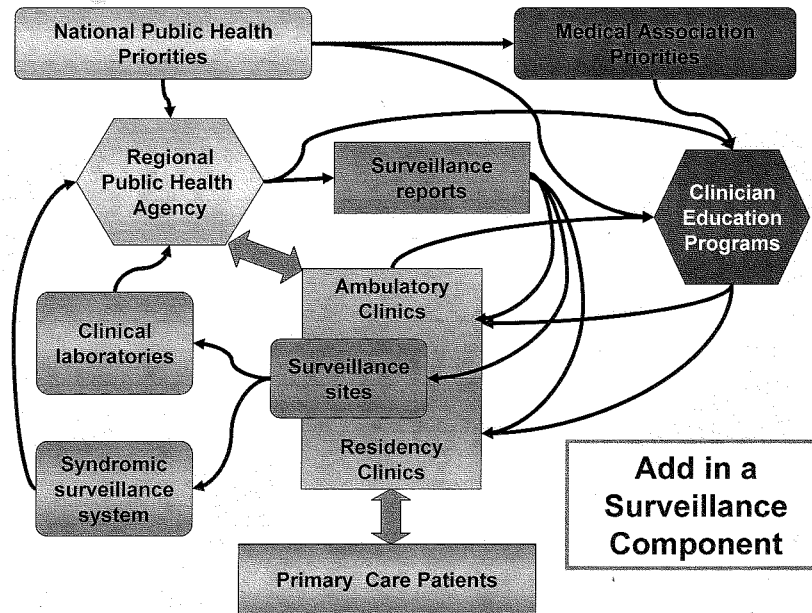 National Public Health
Priorities
Medical Association
Priorities
Regional
Public Health
Agency
Surveillance
reports
Clinician
Education
Programs
Ambulatory
Clinics
Clinical
laboratories
Surveillance
sites
Residency
Clinics
Syndromic
surveillance
system
Add in a
Surveillance
Component
Primary Care Patients